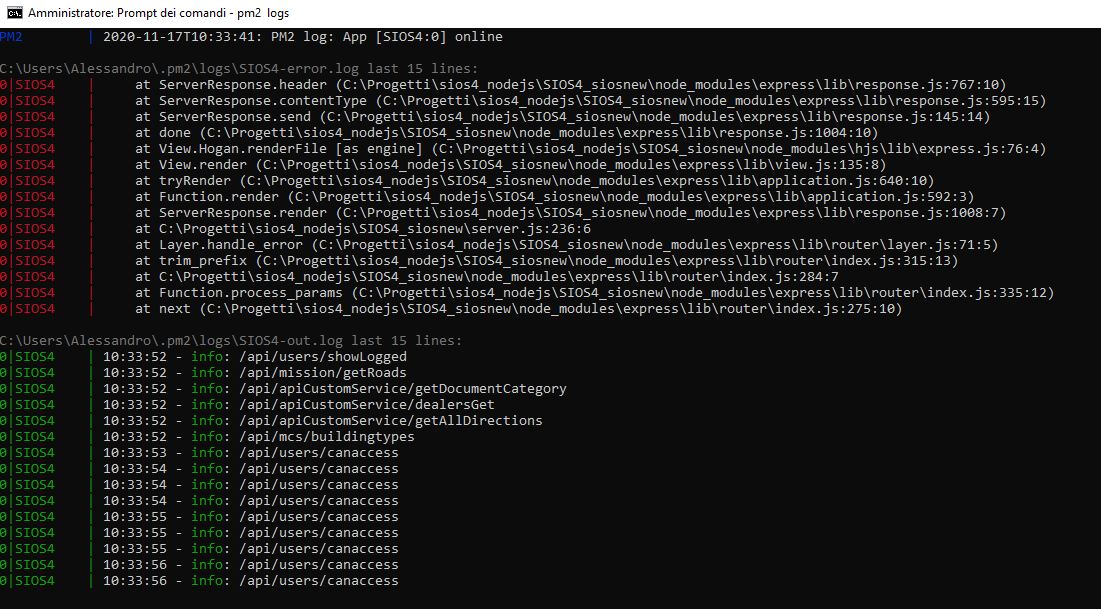 Amministratore: Prompt dei comandi - pm2 logs
PM2 | 2020-11-17T10:33:41: PM2 log: App [SIOS4:0] online
C:\Users\Alessandro\.pm2\logs\SIOS4-error.log last 15 lines:
0|SIOS4 | at ServerResponse.header (C:\Progetti\sios4_nodejs\SIOS4_siosnew\node_modules\express\lib\response.js:767:10)
0|SIOS4 | at ServerResponse.contentType (C:\Progetti\sios4_nodejs\SIOS4_siosnew\node_modules\express\lib\response.js:595:15)
0|SIOS4 | at ServerResponse.send (C:\Progetti\sios4_nodejs\SIOS4_siosnew\node_modules\express\lib\response.js:145:14)
0|SIOS4 | at done (C:\Progetti\sios4_nodejs\SIOS4_siosnew\node_modules\express\lib\response.js:1004:10)
0|SIOS4 | at View.Hogan.renderFile [as engine] (C:\Progetti\sios4_nodejs\SIOS4_siosnew\node_modules\hjs\lib\express.js:76:4)
0|SIOS4 | at View.render (C:\Progetti\sios4_nodejs\SIOS4_siosnew\node_modules\express\lib\view.js:135:8)
0|SIOS4 | at tryRender (C:\Progetti\sios4_nodejs\SIOS4_siosnew\node_modules\express\lib\application.js:640:10)
0|SIOS4 | at Function.render (C:\Progetti\sios4_nodejs\SIOS4_siosnew\node_modules\express\lib\application.js:592:3)
0|SIOS4 | at ServerResponse.render (C:\Progetti\sios4_nodejs\SIOS4_siosnew\node_modules\express\lib\response.js:1008:7)
0|SIOS4 | at C:\Progetti\sios4_nodejs\SIOS4_siosnew\server.js:236:6
0|SIOS4 | at Layer.handle_error (C:\Progetti\sios4_nodejs\SIOS4_siosnew\node_modules\express\lib\router\layer.js:71:5)
0|SIOS4 | at trim_prefix (C:\Progetti\sios4_nodejs\SIOS4_siosnew\node_modules\express\lib\router\index.js:315:13)
0|SIOS4 | at C:\Progetti\sios4_nodejs\SIOS4_siosnew\node_modules\express\lib\router\index.js:284:7
0|SIOS4 | at Function.process_params (C:\Progetti\sios4_nodejs\SIOS4_siosnew\node_modules\express\lib\router\index.js:335:12)
0|SIOS4 | at next (C:\Progetti\sios4_nodejs\SIOS4_siosnew\node_modules\express\lib\router\index.js:275:10)
C:\Users\Alessandro\.pm2\logs\SIOS4-out.log last 15 lines:
0|SIOS4 | 10:33:52 - info: /api/users/showLogged
0|SIOS4 | 10:33:52 - info: /api/mission/getRoads
0|SIOS4 | 10:33:52 - info: /api/apiCustomService/getDocumentCategory
0|SIOS4 | 10:33:52 - info: /api/apiCustomService/dealersGet
0|SIOS4 | 10:33:52 - info: /api/apiCustomService/getAllDirections
0|SIOS4 | 10:33:52 - info: /api/mcs/buildingtypes
0|SIOS4 | 10:33:53 - info: /api/users/canaccess
0|SIOS4 | 10:33:54 - info: /api/users/canaccess
0|SIOS4 | 10:33:54 - info: /api/users/canaccess
0|SIOS4 | 10:33:54 - info: /api/users/canaccess
0|SIOS4 | 10:33:55 - info: /api/users/canaccess
0|SIOS4 | 10:33:55 - info: /api/users/canaccess
0|SIOS4 | 10:33:55 - info: /api/users/canaccess
0|SIOS4 | 10:33:56 - info: /api/users/canaccess
0|SIOS4 | 10:33:56 - info: /api/users/canaccess